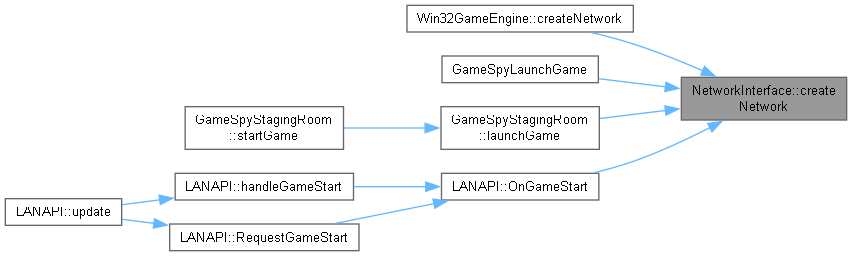 Win32GameEngine::createNetwork
GameSpyLaunchGame
NetworkInterface::create
Network
GameSpyStagingRoom
::startGame
GameSpyStagingRoom
::launchGame
LANAPI::handleGameStart
LANAPI::OnGameStart
LANAPI::update
LANAPI::RequestGameStart